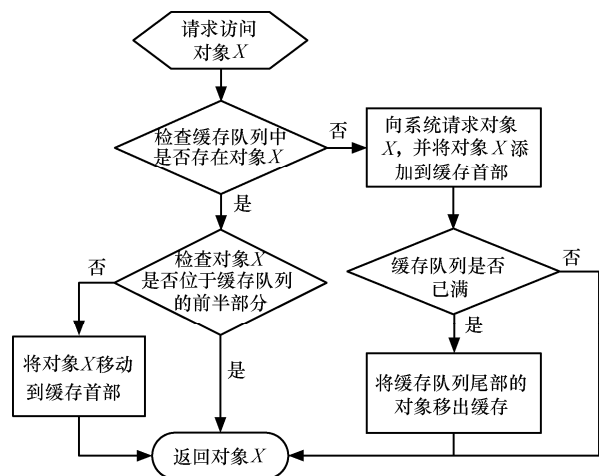 请求访问
对象X
检查缓存队列中
是否存在对象X
否
向系统请求对象
X，并将对象X添
加到缓存首部
是
检查对象X
是否位于缓存队列
的前半部分
否
缓存队列是否
已满
否
将对象X移动
到缓存首部
是
是
将缓存队列尾部的
对象移出缓存
返回对象X